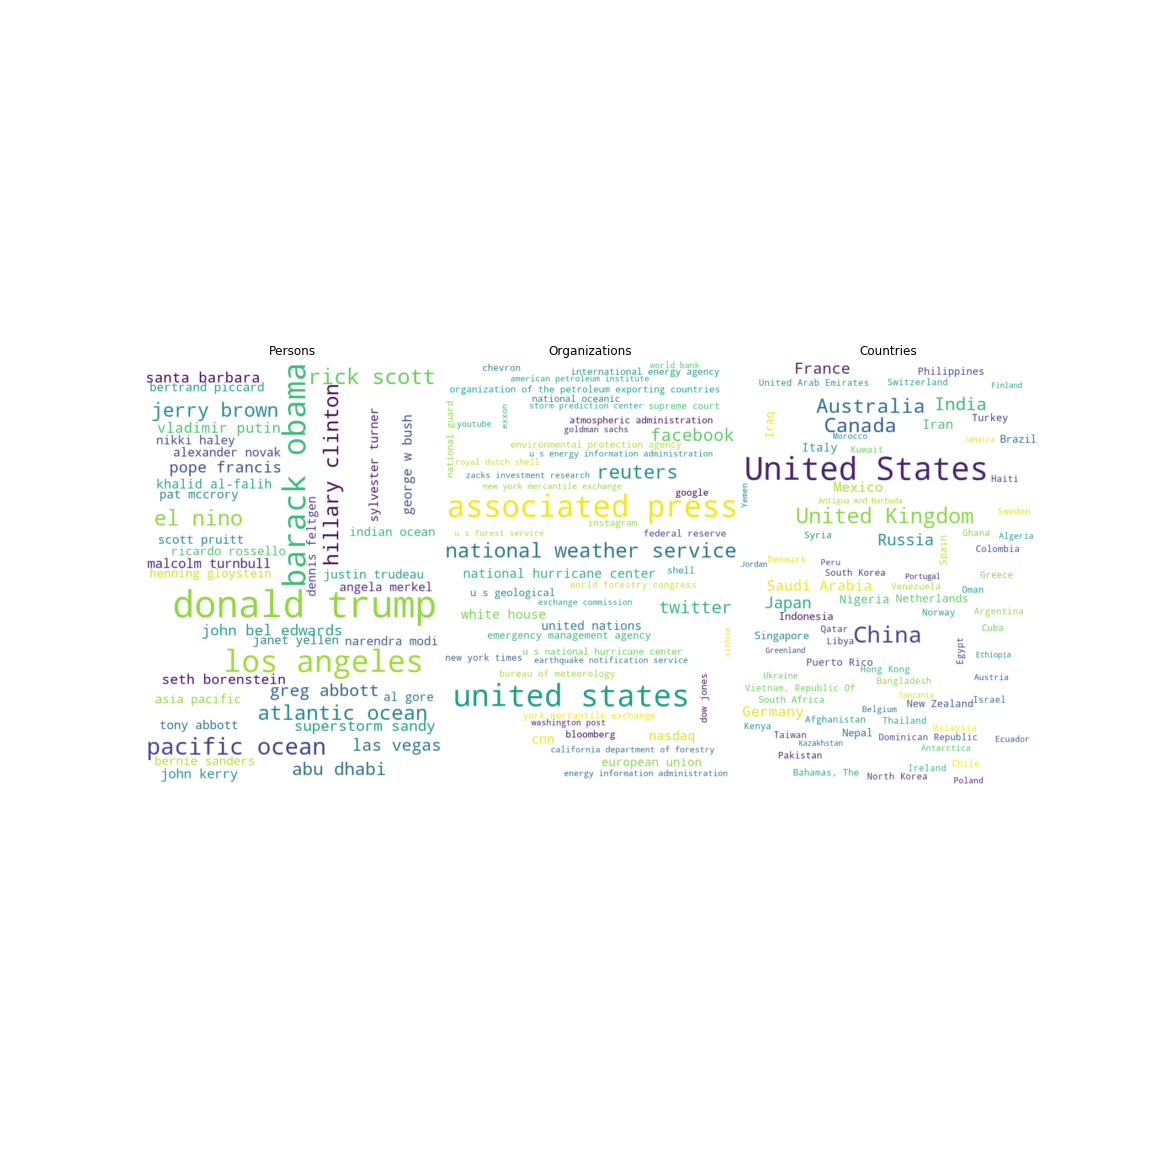 Persons
santa barbara
bertrand piccard
barack obama
rick scott
jerry brown
vladimir putin
nikki haley
alexander novak
pope francis
khalid al-falih
pat mccrory
hillary clinton
sylvester turner
george w bush
el nino
dennis feltgen
indian ocean
scott pruitt
ricardo rossello
malcolm turnbull
henning gloystein
justin trudeau
angela merkel
donald trump
john bel edwards
janet yellen
narendra modi
los angeles
seth borenstein
greg abbott
al gore
asia pacific
atlantic ocean
tony abbott
superstorm sandy
pacific ocean
las vegas
bernie sanders
john kerry
abu dhabi
Organizations
chevron
world bank
international energy agency
american petroleum institute
organization of the petroleum exporting countries
national oceanic
storm prediction center
supreme court
national guard
exxon
youtube
atmospheric administration
goldman sachs
facebook
environmental protection agency
u s energy information administration
royal dutch shell
zacks investment research
reuters
new york mercantile exchange
google
associated press
instagram
u s forest service
federal reserve
national weather service
national hurricane center
shell
world forestry congress
u s geological
exchange commission
twitter
white house
united nations
emergency management agency
xinhua
u s national hurricane center
new york times
earthquake notification service
bureau of meteorology
dow jones
united states
york mercantile exchange
washington post
cnn
bloomberg
nasdaq
california department of forestry
european union
energy information administration
Countries
France
Philippines
United Arab Emirates
Switzerland
Finland
Australia
India
Iraq
Canada
Iran
Turkey
Morocco
Jamaica
Brazil
Italy
Kuwait
United States
Haiti
Yemen
Mexico
Antigua And Barbuda
United Kingdom
Sweden
Syria
Russia
Spain
Ghana
Algeria
Colombia
Jordan
Denmark
Peru
South Korea
Portugal
Greece
Saudi Arabia
Venezuela
Oman
Japan
Nigeria
Netherlands
Indonesia
Norway
Argentina
Singapore
Qatar
Libya
China
Cuba
Greenland
Egypt
Ethiopia
Puerto Rico
Hong Kong
Ukraine
Bangladesh
Austria
Vietnam, Republic Of
South Africa
Tanzania
New Zealand
Israel
Germany
Belgium
Afghanistan
Thailand
Kenya
Nepal
Malaysia
Taiwan
Dominican Republic
Ecuador
Kazakhstan
Antarctica
Pakistan
Chile
Bahamas, The
Ireland
North Korea
Poland